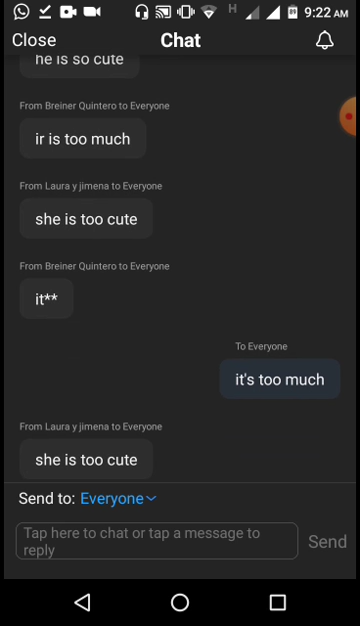 9:22 AM
Close
Chat
he is so cute
From Breiner Quintero to Everyone
ir is too much
From Laura y jimena to Everyone
she is too cute
From Breiner Quintero to Everyone
it**
To Everyone
it's too much
From Laura y jimena to Everyone
she is too cute
Send to: Everyone
Tap here to chat or tap a message to
reply
Send